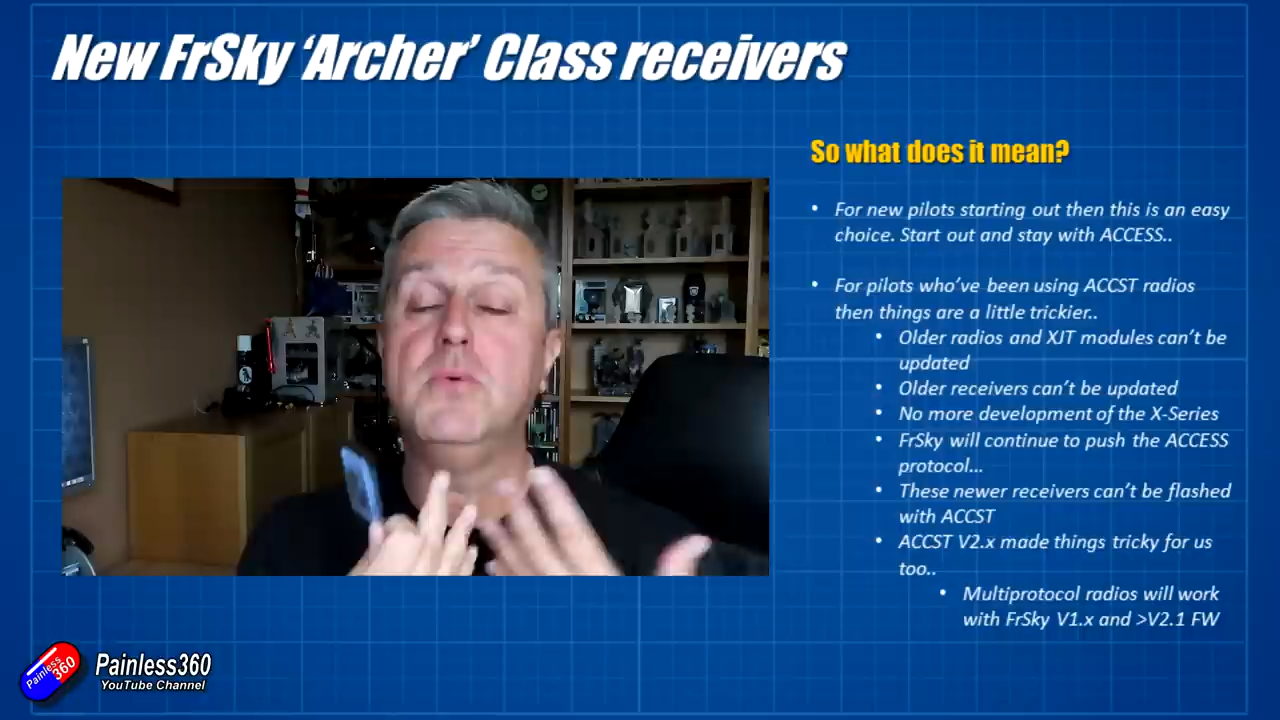 New FrSky ‘Archer’ Class receivers
So what does it mean?
• For new pilots starting out then this is an easy
choice. Start out and stay with ACCESS..
• For pilots who’ve been using ACCST radios
then things are a little trickier..
• Older radios and XJT modules can’t be
updated
• Older receivers can’t be updated
• No more development of the X-Series
• FrSky will continue to push the ACCESS
protocol…
• These newer receivers can’t be flashed
with ACCST
• ACCST V2.x made things tricky for us
too..
• Multiprotocol radios will work
with FrSky V1.x and >V2.1 FW
Painless
360
Painless360
YouTube Channel